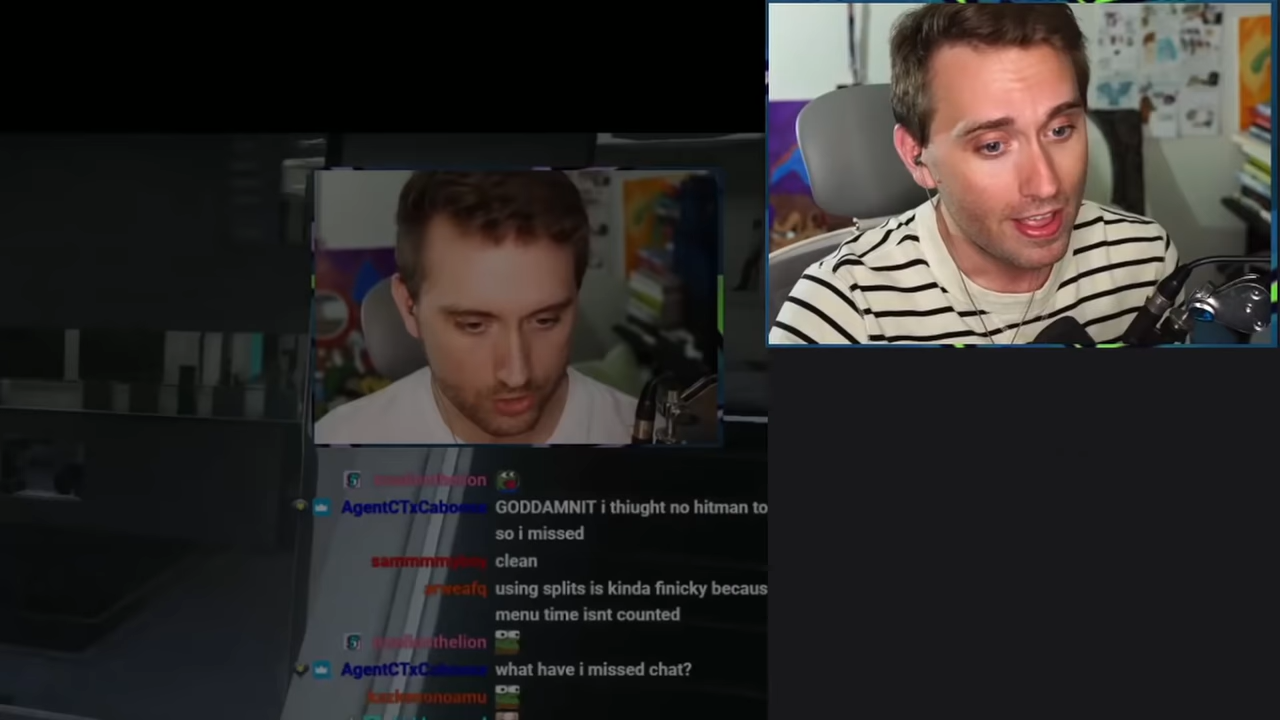 AgentCTxCaboose GODDAMNIT i thiught no hitman to
so i missed
clean
arweafq using splits is kinda finicky becaus
menu time isnt counted
AgentCTxCaboose what have i missed chat?